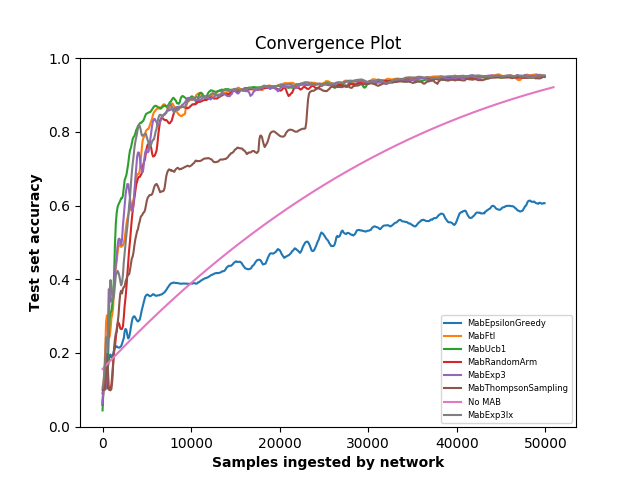 Convergence Plot
Test set accuracy
1.0
0.8
0.6
0.4
0.2
0.0
MabEpsilonGreedy
MabFtl
MabUcb1
MabRandomArm
MabExp3
MabThompsonSampling
No MAB
MabExp3Ix
0 10000 20000 30000 40000 50000
Samples ingested by network